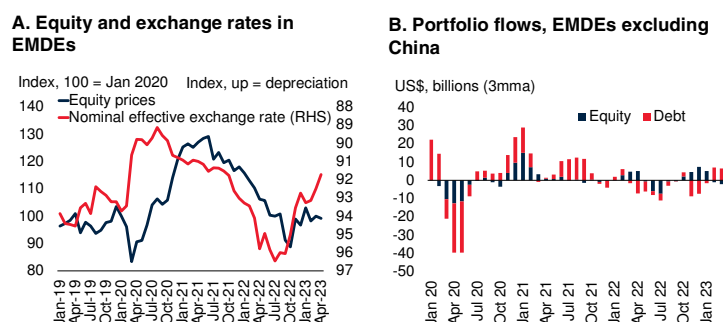 A. Equity and exchange rates in
EMDEs
Index, 100 = Jan 2020 Index, up = depreciation
Equity prices
Nominal effective exchange rate (RHS)
140
130
120
110
100
90
80
88
89
90
91
92
93
94
95
96
97
Jan-19
Apr-19
Jul-19
Oct-19
Jan-20
Apr-20
Jul-20
Oct-20
Jan-21
Apr-21
Jul-21
Oct-21
Jan-22
Apr-22
Jul-22
Oct-22
Jan-23
Apr-23
B. Portfolio flows, EMDEs excluding
China
US$, billions (3mma)
Equity Debt
40
30
20
10
0
-10
-20
-30
-40
-50
Jan 20
Apr 20
Jul 20
Oct 20
Jan 21
Apr 21
Jul 21
Oct 21
Jan 22
Apr 22
Jul 22
Oct 22
Jan 23